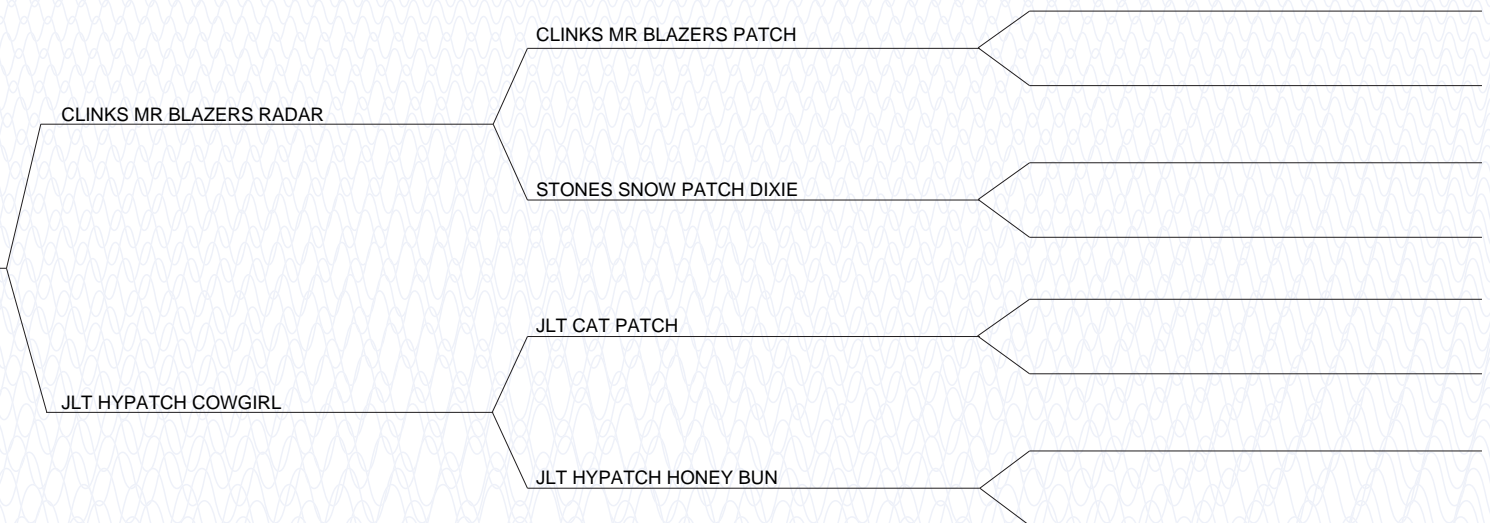 CLINKS MR BLAZERS PATCH
CLINKS MR BLAZERS RADAR
STONES SNOW PATCH DIXIE
JLT CAT PATCH
JLT HYPATCH COWGIRL
JLT HYPATCH HONEY BUN